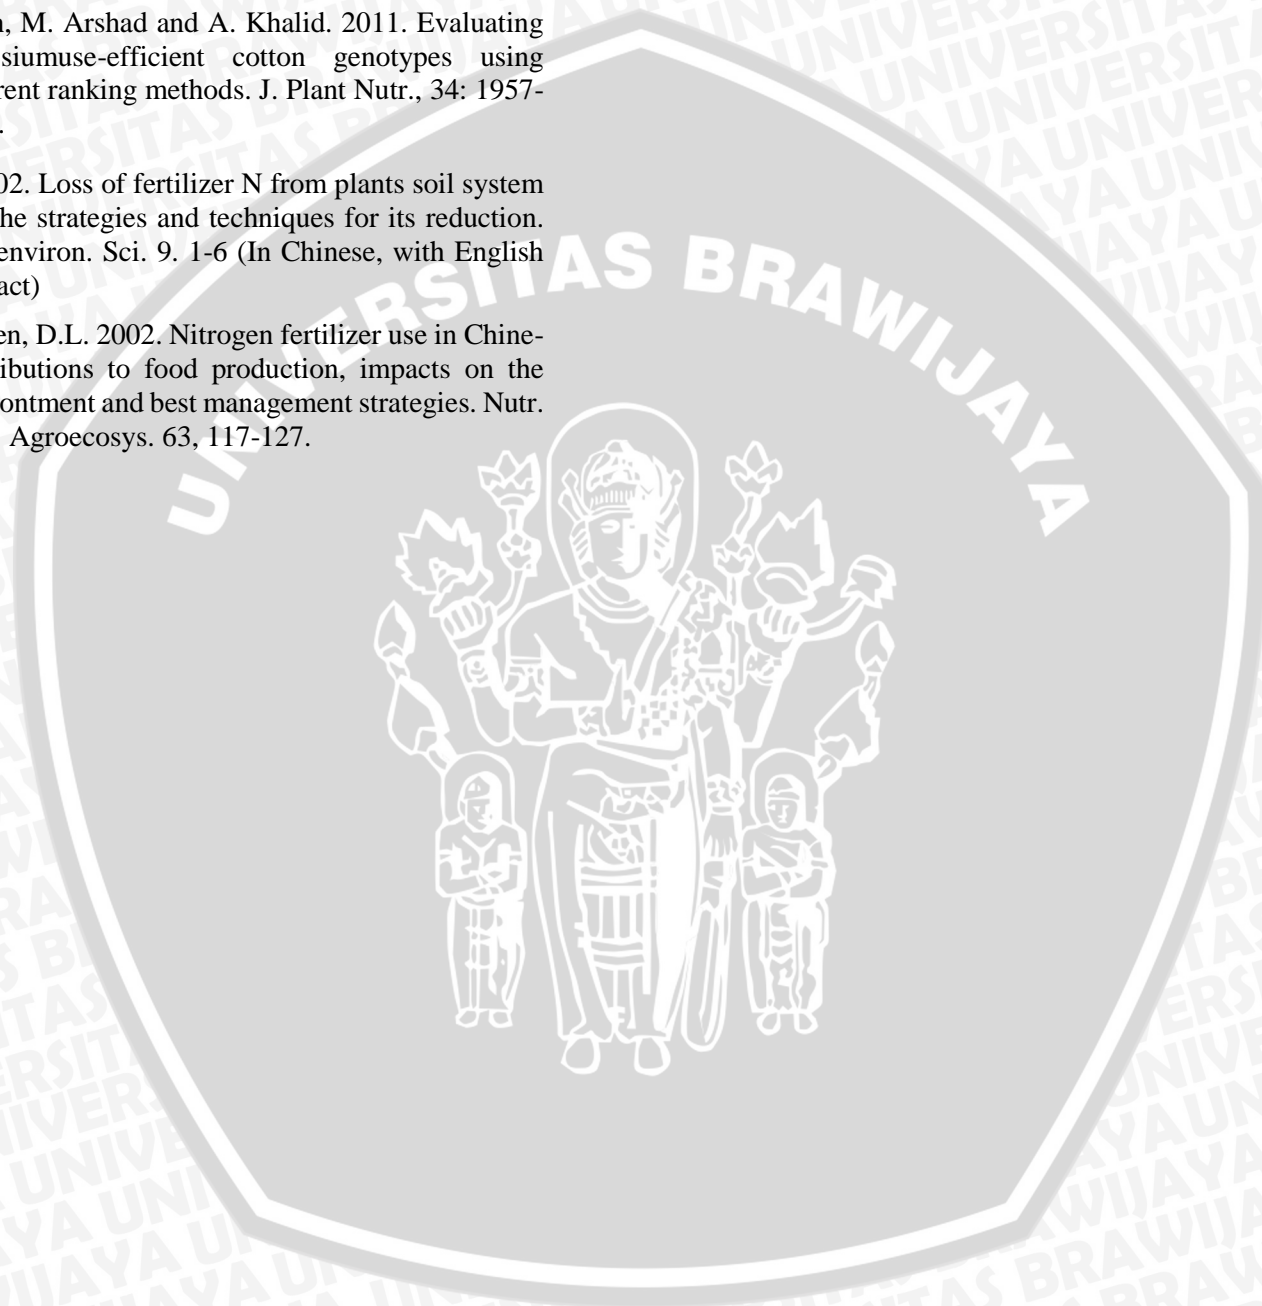 n, M. Arshad and A. Khalid. 2011. Evaluating
siumuse-efficient cotton genotypes using
rent ranking methods. J. Plant Nutr., 34: 1957-
.
02. Loss of fertilizer N from plants soil system
he strategies and techniques for its reduction.
environ. Sci. 9. 1-6 (In Chinese, with English
act)
en, D.L. 2002. Nitrogen fertilizer use in Chine-
ributions to food production, impacts on the
ontment and best management strategies. Nutr.
Agroecosys. 63, 117-127.
UNIVERSITAS BRAWIJAYA